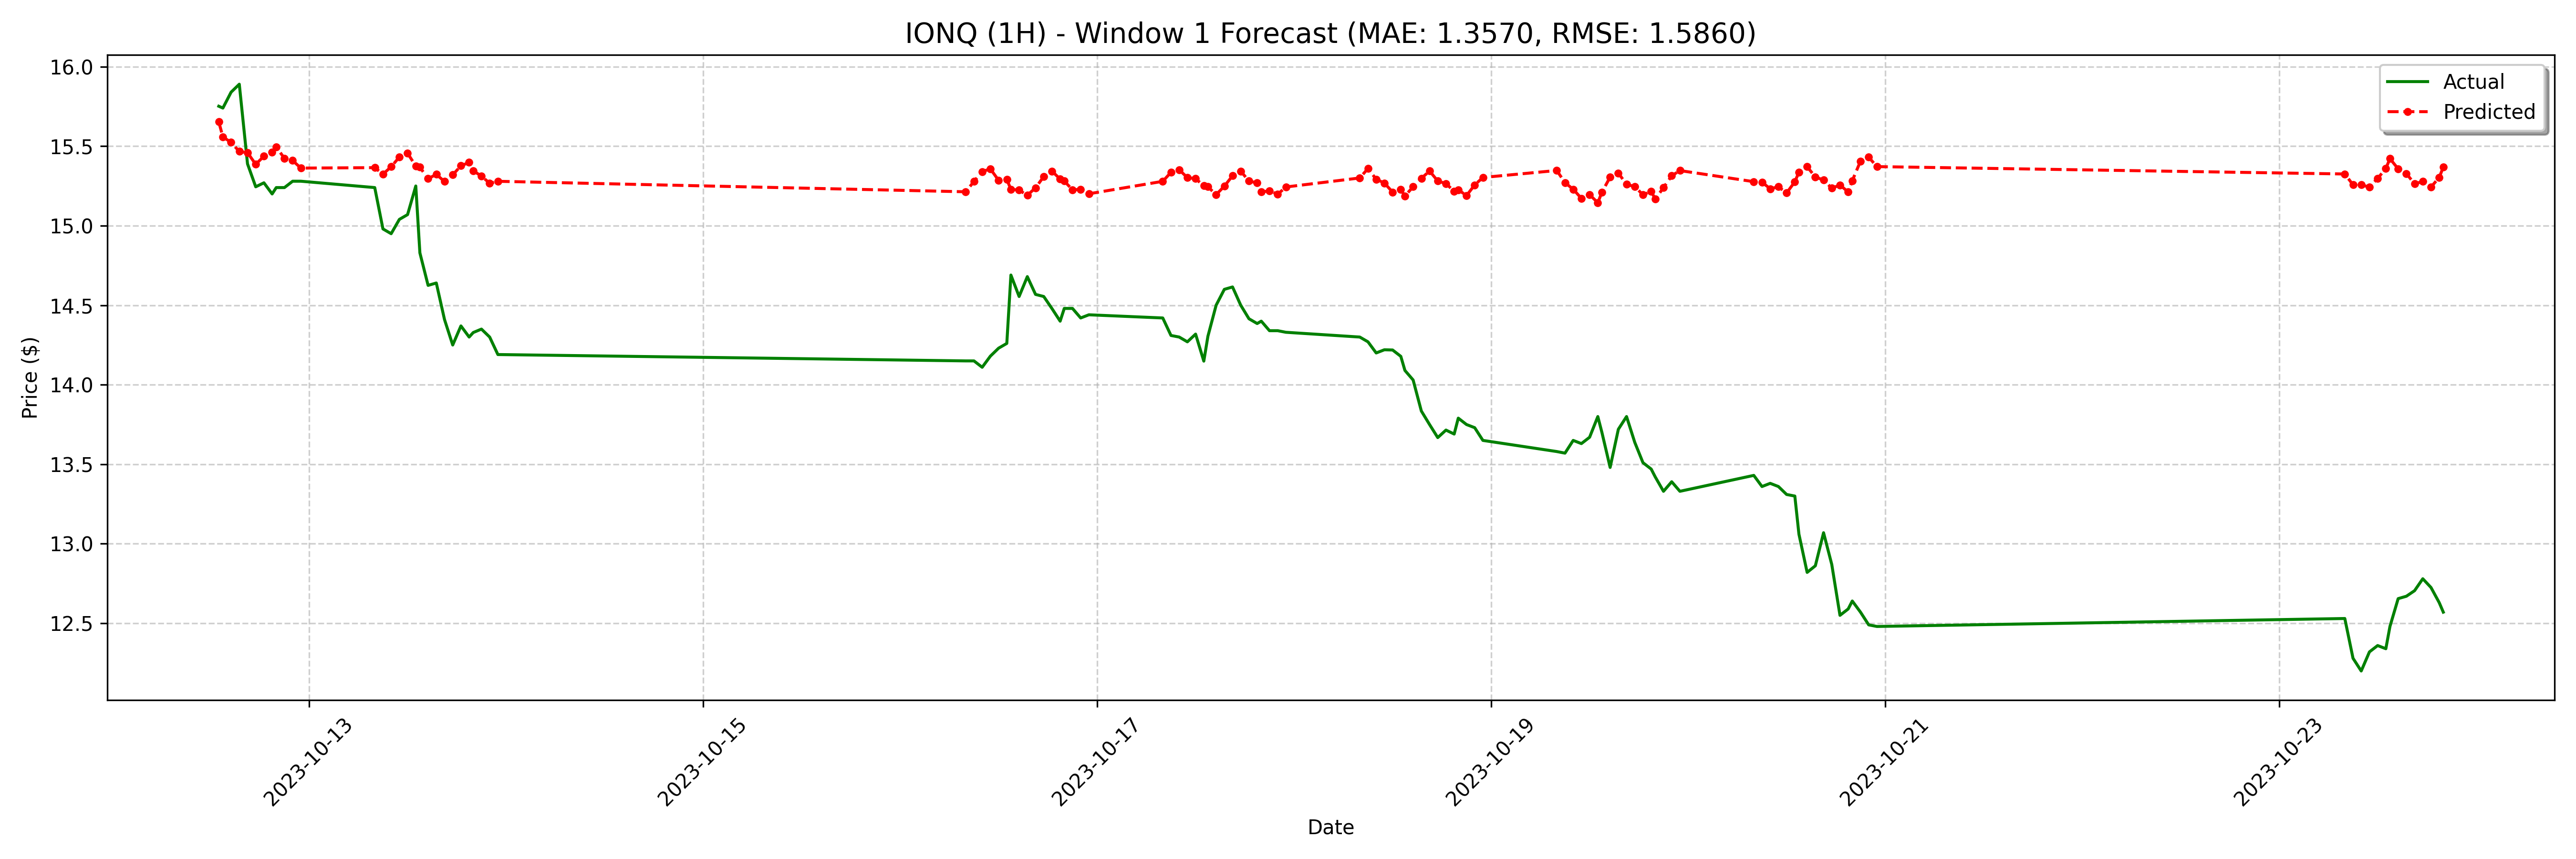 IONQ (1H) - Window 1 Forecast (MAE: 1.3570, RMSE: 1.5860)
Actual
Predicted
Price ($)
16.0
15.5
15.0
14.5
14.0
13.5
13.0
12.5
2023-10-13
2023-10-15
2023-10-17
2023-10-19
2023-10-21
2023-10-23
Date